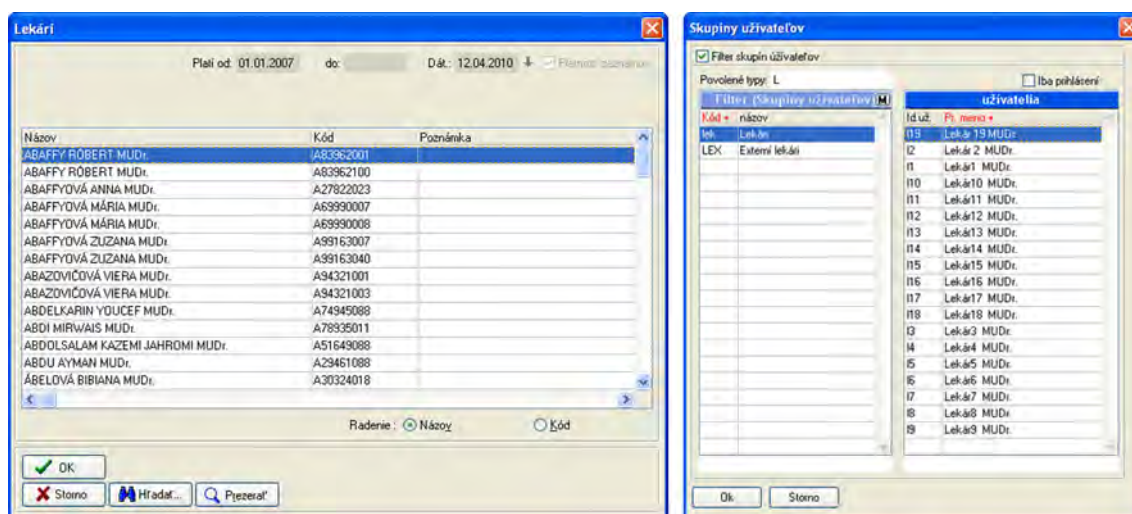 Lekári
Platí od: 01.01.2007 do: Dát.: 12.04.2010 Platnosť záznamov
Názov Kód Poznámka
ABAFFY RÓBERT MUDr. A83962001
ABAFFY RÓBERT MUDr. A83962100
ABAFFYOVÁ ANNA MUDr. A27822023
ABAFFYOVÁ MÁRIA MUDr. A69990007
ABAFFYOVÁ MÁRIA MUDr. A69990008
ABAFFYOVÁ ZUZANA MUDr. A99163007
ABAFFYOVÁ ZUZANA MUDr. A99163040
ABAZOVIČOVÁ VIERA MUDr. A94321001
ABAZOVIČOVÁ VIERA MUDr. A94321003
ABDELKARIN YOUCEF MUDr. A74945088
ABDI MIRWAIS MUDr. A78935011
ABDOLSALAM KAZEMI JAHROMI MUDr. A51649088
ABDU AYMAN MUDr. A29461088
ÁBELOVÁ BIBIANA MUDr. A30324018
Radenie : Názov Kód
OK
Storno Hľadať... Prezerať
Skupiny užívateľov
Filter skupín úžívateľov
Povolené typy: L
Iba prihlásení
Filter (Skupiny užívateľov M
Kód + názov
lek Lekári
LEX Externí lekári
užívatelia
Id už. Pr. meno +
l19 Lekár 19 MUDr.
l2 Lekár 2 MUDr.
l1 Lekár1 MUDr.
l10 Lekár10 MUDr.
l11 Lekár11 MUDr.
l12 Lekár12 MUDr.
l13 Lekár13 MUDr.
l14 Lekár14 MUDr.
l15 Lekár15 MUDr.
l16 Lekár16 MUDr.
l17 Lekár17 MUDr.
l18 Lekár18 MUDr.
l3 Lekár3 MUDr.
l4 Lekár4 MUDr.
l5 Lekár5 MUDr.
l6 Lekár6 MUDr.
l7 Lekár7 MUDr.
l8 Lekár8 MUDr.
l9 Lekár9 MUDr.
Ok Storno